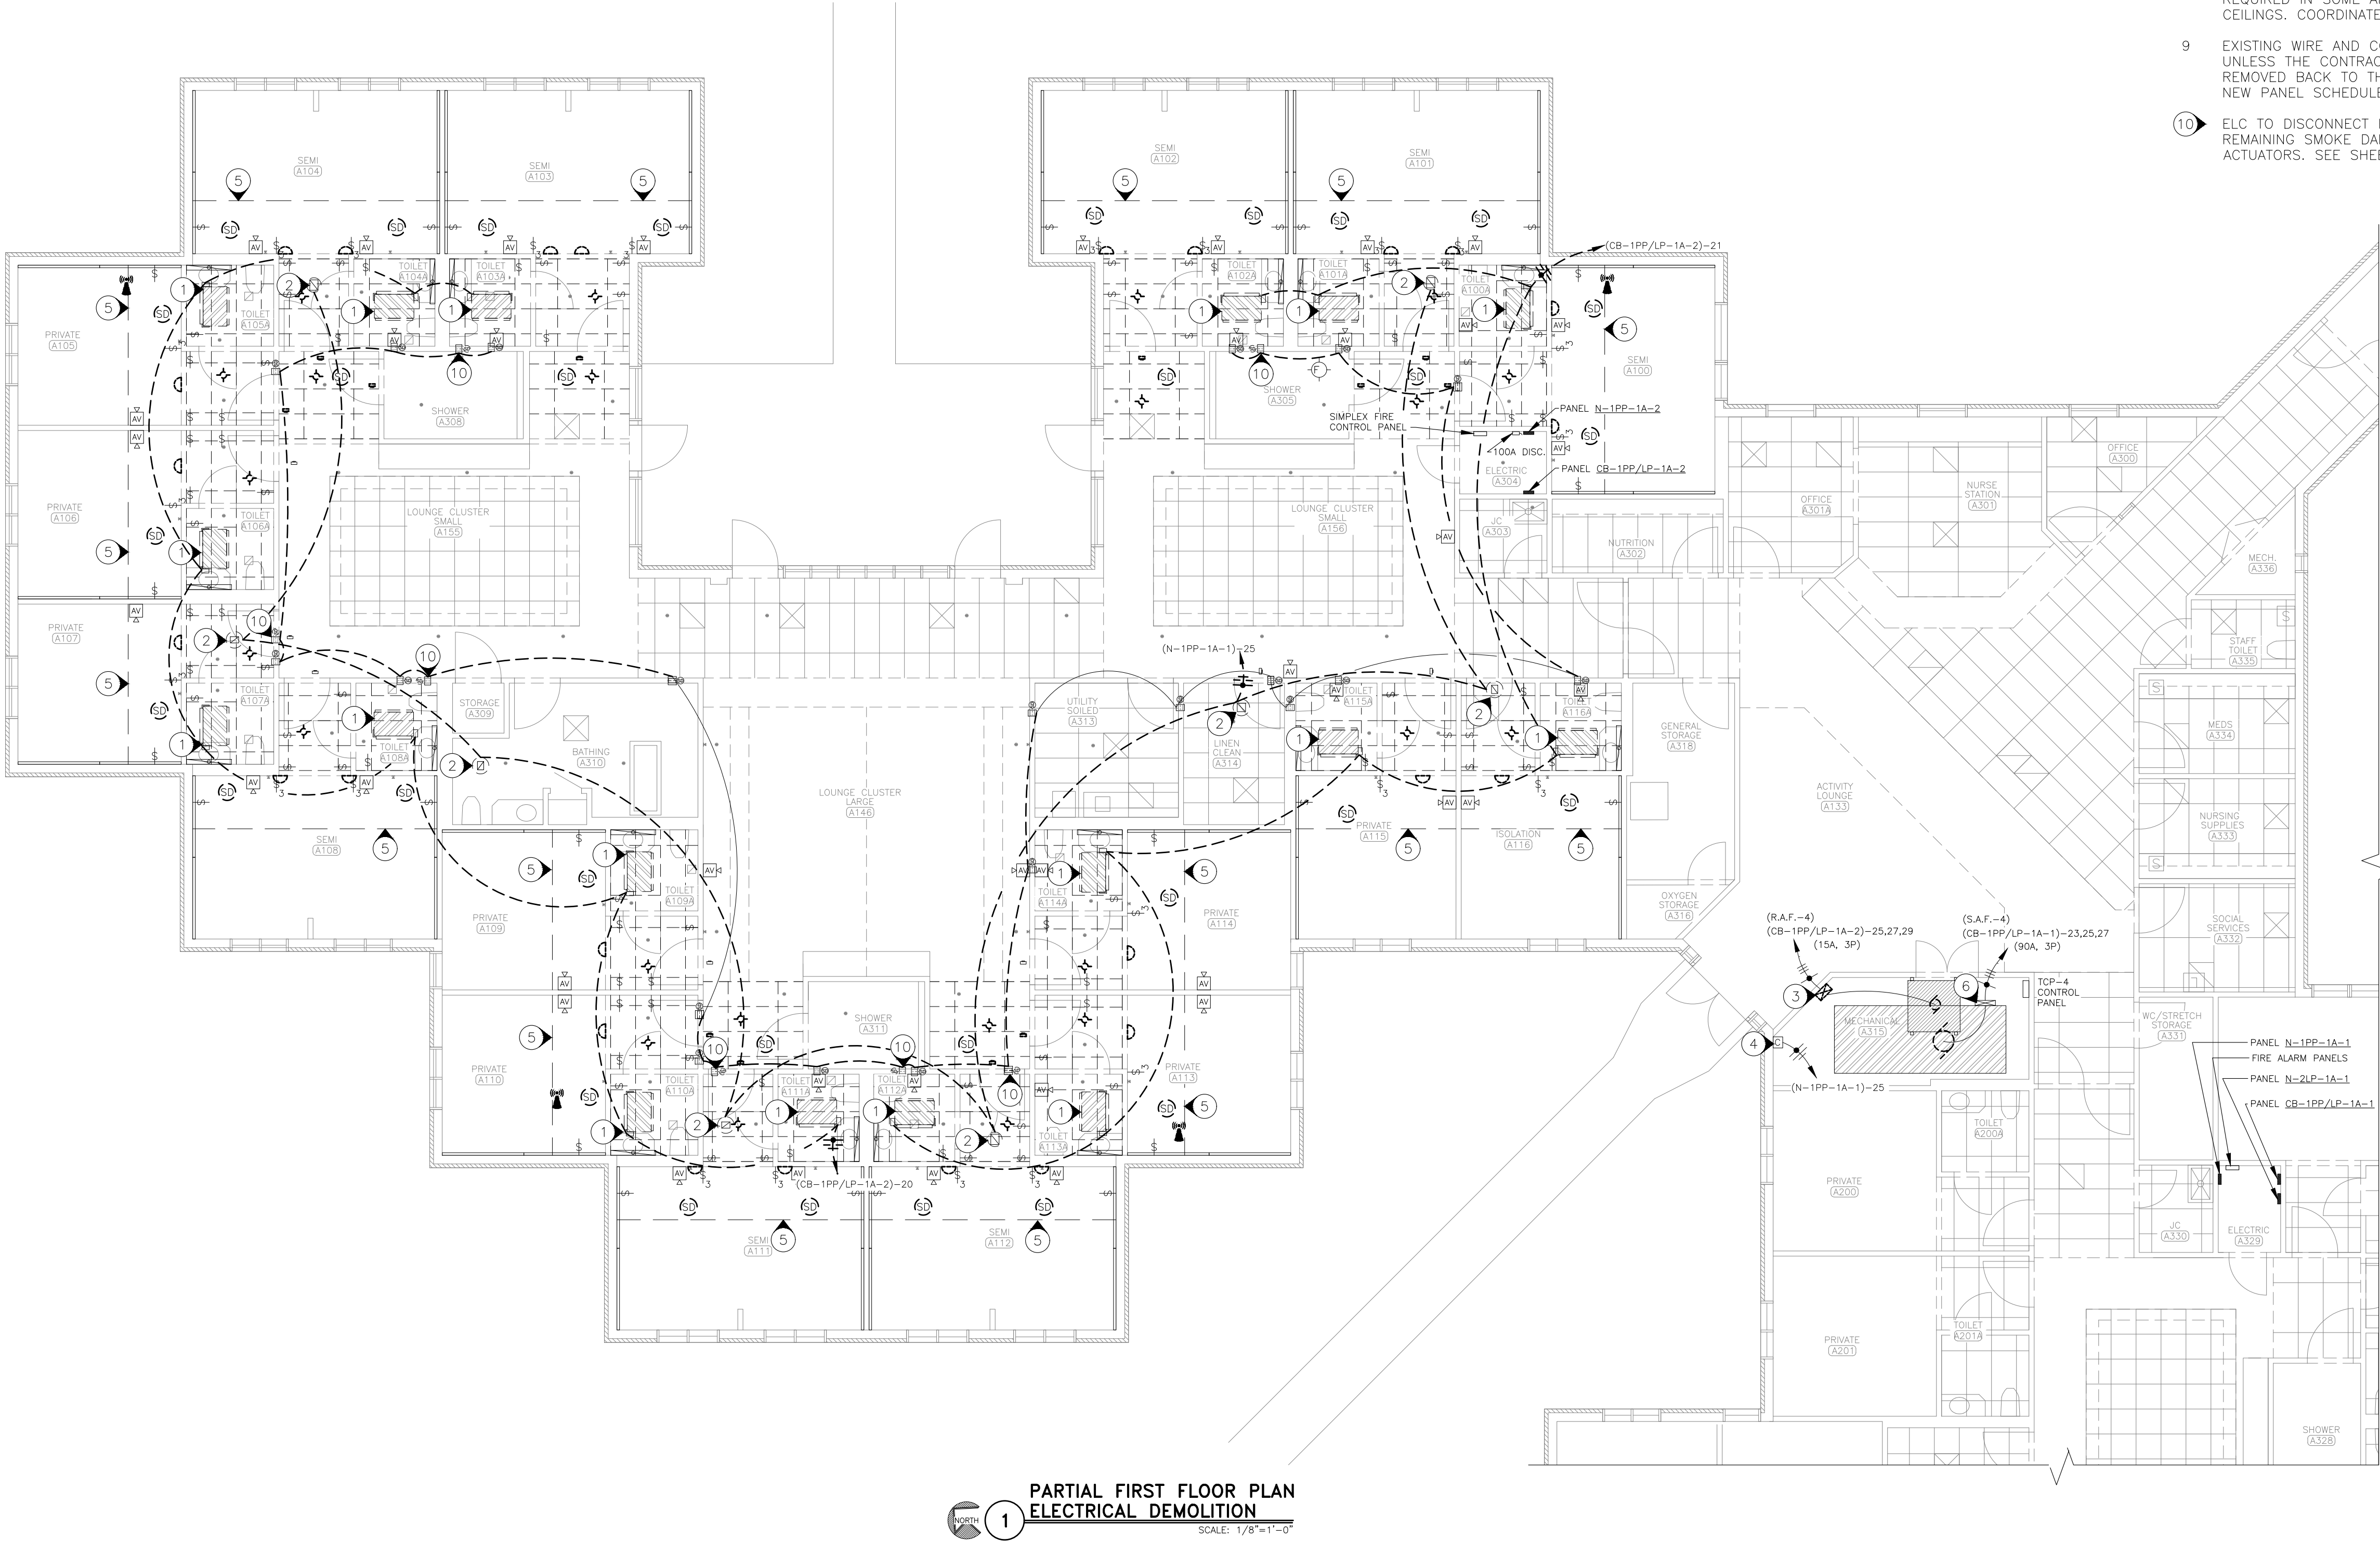 REQUIRED IN SOME
CEILINGS. COORDINATE
9 EXISTING WIRE AND
UNLESS THE
REMOVED BACK TO
NEW PANEL
10 ELC TO DISCONNECT
REMAINING SMOKE
ACTUATORS. SEE
SEMI
A104
SEMI
A103
SEMI
A102
SEMI
A101
5
5
5
5
(CB-1PP/LP-1A-2)-21
TOILET
A104A
TOILET
A103A
TOILET
A102A
TOILET
A101A
TOILET
A100A
TOILET
A105A
PRIVATE
A105
SEMI
A100
SHOWER
A308
SHOWER
A305
SIMPLEX FIRE
CONTROL PANEL
PANEL N-1PP-1A-2
100A DISC.
PANEL CB-1PP/LP-1A-2
ELECTRIC
A304
OFFICE
A300
NURSE
STATION
A301
OFFICE
A301A
PRIVATE
A106
TOILET
A106A
LOUNGE CLUSTER
SMALL
A155
LOUNGE CLUSTER
SMALL
A156
JC
A303
NUTRITION
A302
MECH.
A336
PRIVATE
A107
STAFF
TOILET
A335
(N-1PP-1A-1)-25
TOILET
A107A
STORAGE
A309
UTILITY
SOILED
A313
TOILET
A115A
TOILET
A116A
GENERAL
STORAGE
A318
MEDS
A334
TOILET
A108A
BATHING
A310
LINEN
CLEAN
A314
LOUNGE CLUSTER
LARGE
A146
ACTIVITY
LOUNGE
A133
NURSING
SUPPLIES
A333
SEMI
A108
PRIVATE
A115
ISOLATION
A116
TOILET
A109A
TOILET
A114A
PRIVATE
A109
PRIVATE
A114
OXYGEN
STORAGE
A316
SOCIAL
SERVICES
A332
(R.A.F.-4)
(CB-1PP/LP-1A-2)-25,27,29
(15A, 3P)
(S.A.F.-4)
(CB-1PP/LP-1A-1)-23,25,27
(90A, 3P)
TCP-4
CONTROL
PANEL
3
6
4
C
MECHANICAL
A315
SHOWER
A311
WC/STRETCH
STORAGE
A331
PANEL N-1PP-1A-1
FIRE ALARM PANELS
PANEL N-2LP-1A-1
PANEL CB-1PP/LP-1A-1
PRIVATE
A110
TOILET
A110A
TOILET
A111A
TOILET
A112A
PRIVATE
A113
TOILET
A113A
(N-1PP-1A-1)-25
TOILET
A200A
(CB-1PP/LP-1A-2)-20
PRIVATE
A200
JC
A330
ELECTRIC
A329
SEMI
A111
SEMI
A112
PRIVATE
A201
TOILET
A201A
SHOWER
A328
NORTH
1
PARTIAL FIRST FLOOR PLAN
ELECTRICAL DEMOLITION
SCALE: 1/8"=1'-0"